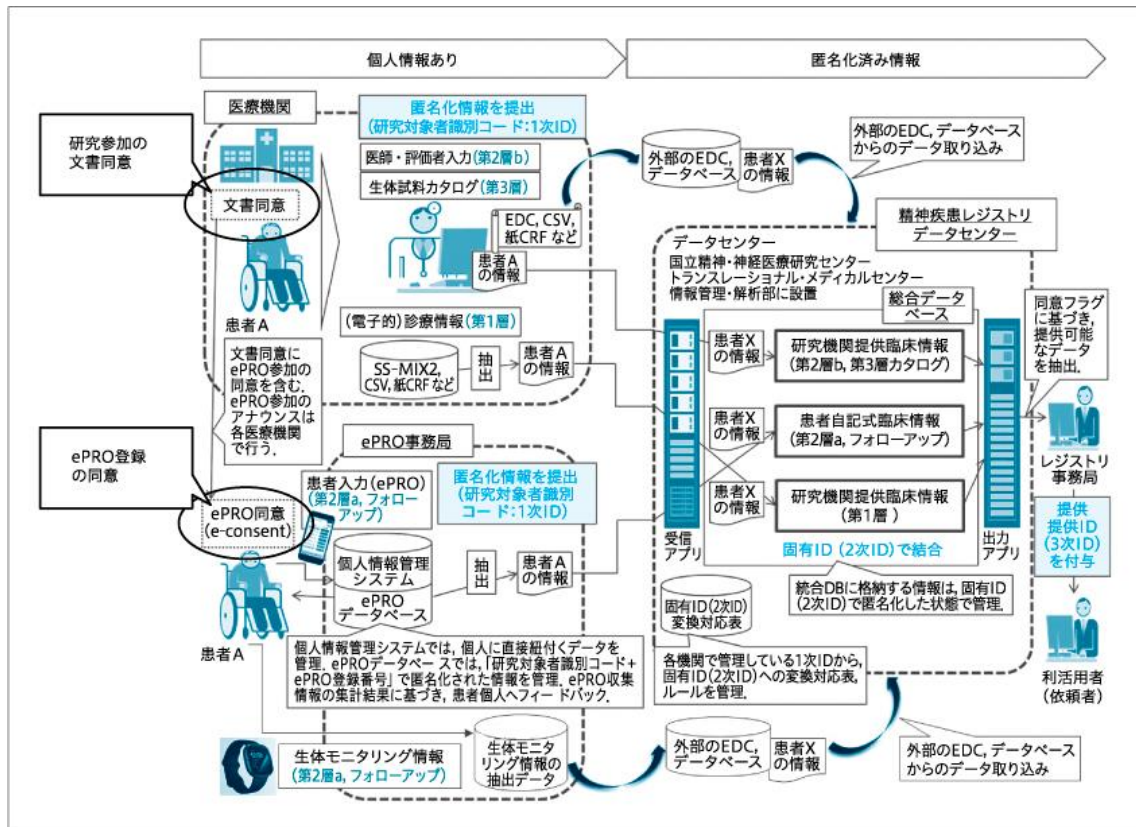 個人情報あり
匿名化済み情報
医療機関
研究参加の
文書同意
文書同意
患者A
匿名化情報を提出
(研究対象者識別コード:1次ID)
医師・評価者入力(第2層b)
生体試料カタログ(第3層)
EDC, CSV,
紙CRF など
患者A
の情報
(電子的)診療情報(第1層)
SS-MIX2,
CSV, 紙CRFなど
抽出
患者A
の情報
文書同意に
ePRO参加の
同意を含む.
ePRO参加の
アナウンスは
各医療機関
で行う.
外部のEDC,
データベース
患者X
の情報
外部のEDC, データベース
からのデータ取り込み
精神疾患レジストリ
データセンター
データセンター
国立精神・神経医療研究センター
トランスレーショナル・メディカルセンター
情報管理・解析部に設置
総合データ
ベース
患者X
の情報
研究機関提供臨床情報
(第2層b, 第3層カタログ)
患者X
の情報
患者自記式臨床情報
(第2層a, フォローアップ)
患者X
の情報
研究機関提供臨床情報
(第1層)
受信
アプリ
固有ID (2次ID)で結合
出力
アプリ
統合DBに格納する情報は, 固有ID
(2次ID)で匿名化した状態で管理.
固有ID(2次ID)
変換対応表
各機関で管理している1次IDから,
固有ID(2次ID)への変換対応表,
ルールを管理.
同意フラグ
に基づき,
提供可能
なデータ
を抽出.
レジストリ
事務局
提供
提供ID
(3次ID)
を付与
利活用者
(依頼者)
ePRO登録
の同意
ePRO同意
(e-consent)
患者A
ePRO事務局
患者入力(ePRO)
(第2層a, フォロー
アップ)
匿名化情報を提出
(研究対象者識別
コード:1次ID)
個人情報管理
システム
ePRO
データベース
抽出
患者A
の情報
個人情報管理システムでは, 個人に直接紐付くデータを
管理. ePROデータベースでは,「研究対象者識別コード+
ePRO登録番号」で匿名化された情報を管理. ePRO収集
情報の集計結果に基づき, 患者個人へフィードバック.
生体モニタリング情報
(第2層a, フォローアップ)
生体モニタ
リング情報の
抽出データ
外部のEDC,
データベース
患者X
の情報
外部のEDC, データベース
からのデータ取り込み